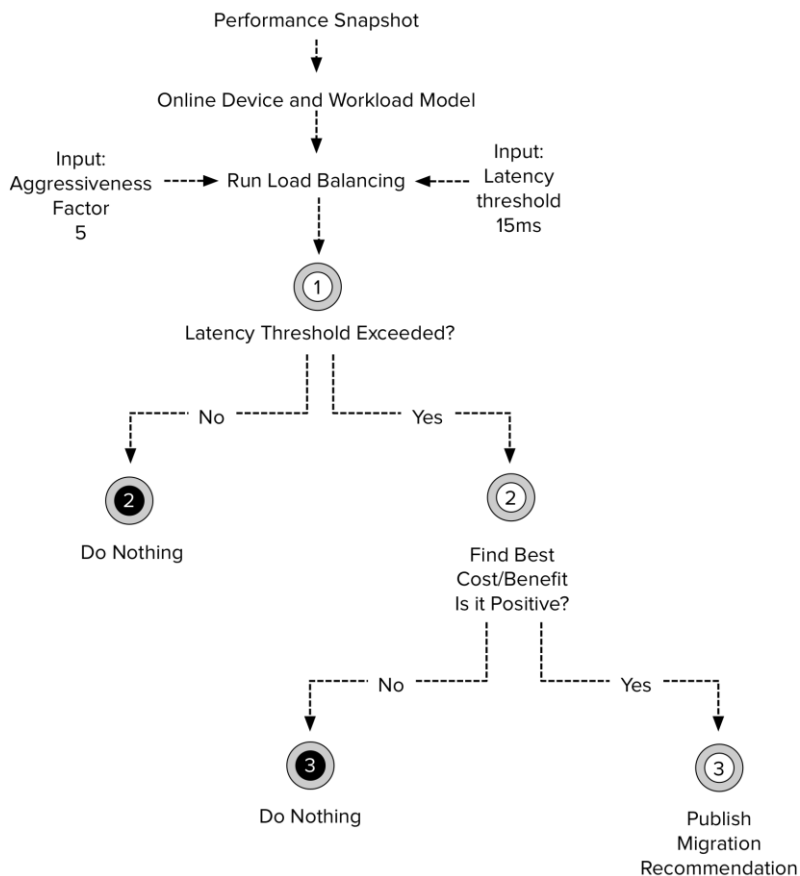 Performance Snapshot
Online Device and Workload Model
Input:
Aggressiveness
Factor
5
Run Load Balancing
Input:
Latency
threshold
15ms
1
Latency Threshold Exceeded?
No
Yes
2
Do Nothing
2
Find Best
Cost/Benefit
Is it Positive?
No
Yes
3
Do Nothing
3
Publish
Migration
Recommendation